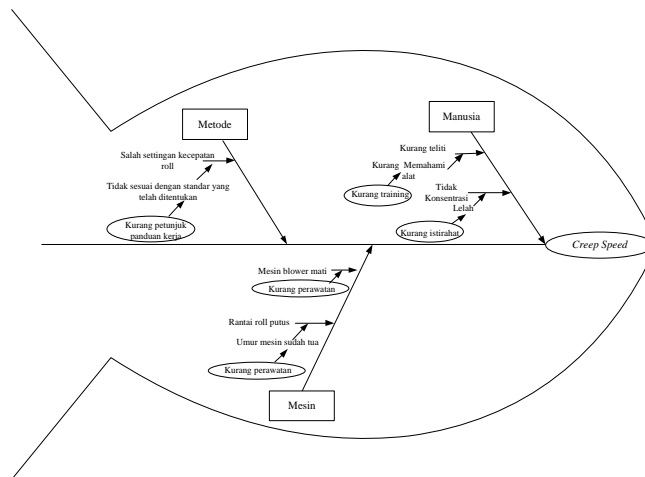 Metode
Salah settingan kecepatan
roll
Tidak sesuai dengan standar yang
telah ditentukan
Kurang petunjuk
panduan kerja
Manusia
Kurang teliti
Kurang Memahami
alat
Kurang training
Tidak
Konsentrasi
Lelah
Kurang istirahat
Creep Speed
Mesin blower mati
Kurang perawatan
Rantai roll putus
Umur mesin sudah tua
Kurang perawatan
Mesin